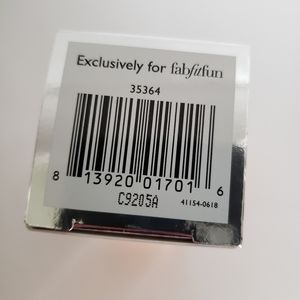 Exclusively for fabfitfun
35364
8 13920 01701 6
C9205A 41154-0618